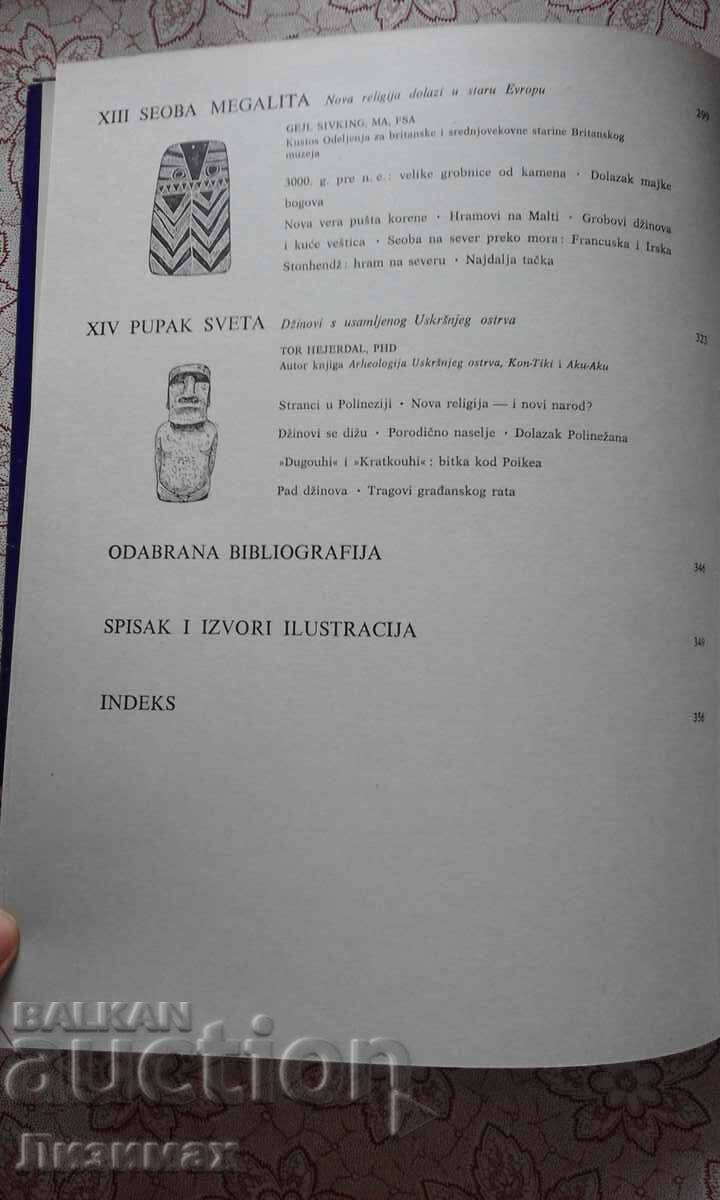 XIII SEOBA MEGALITA Nova religija dolazi u staru Evropu 299
GEJL SIVKING, MA, FSA
Kustos Odeljenja za britanske i srednjovekovne starine Britanskog
muzeja
3000. g. pre n. e.: velike grobnice od kamena · Dolazak majke
bogova
Nova vera pušta korene · Hramovi na Malti · Grobovi džinova
i kuće veštica · Seoba na sever preko mora: Francuska i Irska
Stonhendž: hram na severu · Najdalja tačka
XIV PUPAK SVETA Džinovi s usamljenog Uskršnjeg ostrva 323
TOR HEJERDAL, PHD
Autor knjiga Arheologija Uskršnjeg ostrva, Kon-Tiki i Aku-Aku
Stranci u Polineziji · Nova religija — i novi narod?
Džinovi se dižu · Porodično naselje · Dolazak Polinežana
»Dugouhi« i »Kratkouhi«: bitka kod Poikea
Pad džinova · Tragovi građanskog rata
ODABRANA BIBLIOGRAFIJA 346
SPISAK I IZVORI ILUSTRACIJA 349
INDEKS 356
BALKAN
auction
Лизимах